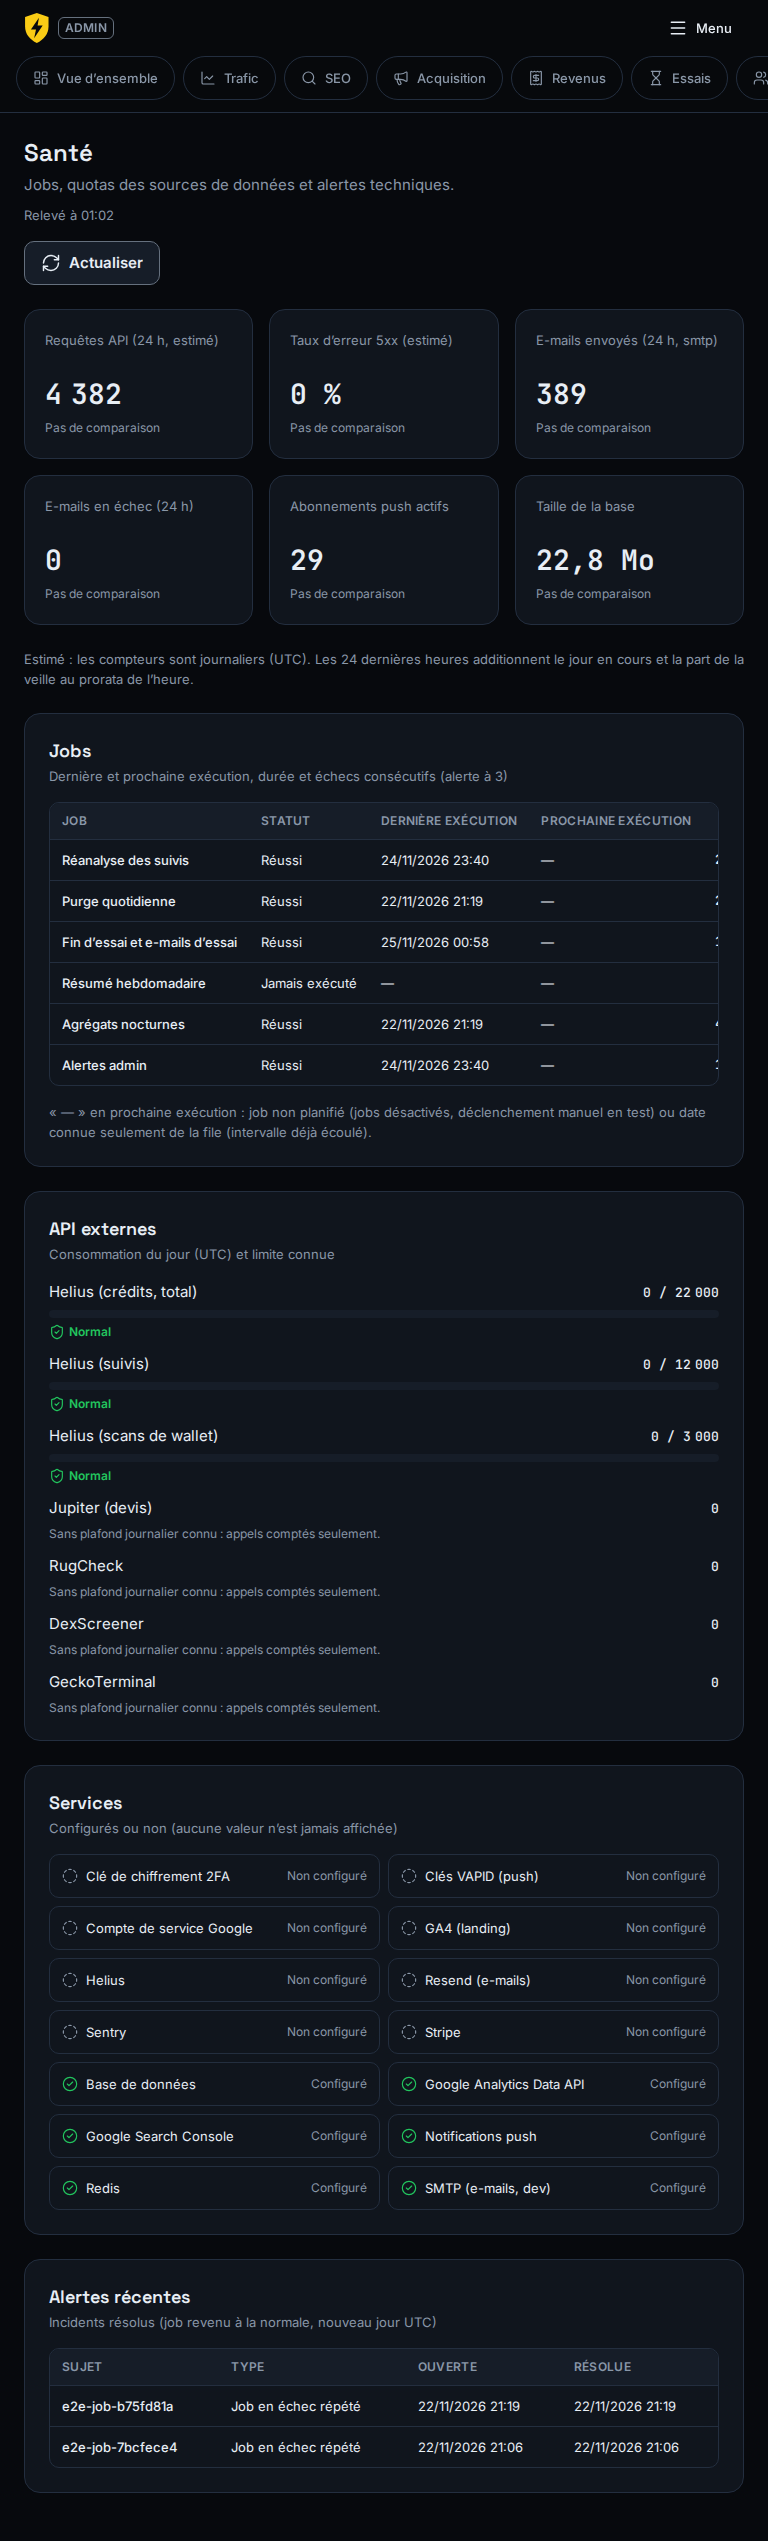 ADMIN
Menu
Vue d’ensemble
Trafic
SEO
Acquisition
Revenus
Essais
Santé
Jobs, quotas des sources de données et alertes techniques.
Relevé à 01:02
Actualiser
Requêtes API (24 h, estimé)
4 382
Pas de comparaison
Taux d’erreur 5xx (estimé)
0 %
Pas de comparaison
E-mails envoyés (24 h, smtp)
389
Pas de comparaison
E-mails en échec (24 h)
0
Pas de comparaison
Abonnements push actifs
29
Pas de comparaison
Taille de la base
22,8 Mo
Pas de comparaison
Estimé : les compteurs sont journaliers (UTC). Les 24 dernières heures additionnent le jour en cours et la part de la
veille au prorata de l’heure.
Jobs
Dernière et prochaine exécution, durée et échecs consécutifs (alerte à 3)
JOB STATUT DERNIÈRE EXÉCUTION PROCHAINE EXÉCUTION
Réanalyse des suivis Réussi 24/11/2026 23:40 —
Purge quotidienne Réussi 22/11/2026 21:19 —
Fin d’essai et e-mails d’essai Réussi 25/11/2026 00:58 —
Résumé hebdomadaire Jamais exécuté — —
Agrégats nocturnes Réussi 22/11/2026 21:19 —
Alertes admin Réussi 24/11/2026 23:40 —
« — » en prochaine exécution : job non planifié (jobs désactivés, déclenchement manuel en test) ou date
connue seulement de la file (intervalle déjà écoulé).
API externes
Consommation du jour (UTC) et limite connue
Helius (crédits, total) 0 / 22 000
Normal
Helius (suivis) 0 / 12 000
Normal
Helius (scans de wallet) 0 / 3 000
Normal
Jupiter (devis) 0
Sans plafond journalier connu : appels comptés seulement.
RugCheck 0
Sans plafond journalier connu : appels comptés seulement.
DexScreener 0
Sans plafond journalier connu : appels comptés seulement.
GeckoTerminal 0
Sans plafond journalier connu : appels comptés seulement.
Services
Configurés ou non (aucune valeur n’est jamais affichée)
Clé de chiffrement 2FA Non configuré
Clés VAPID (push) Non configuré
Compte de service Google Non configuré
GA4 (landing) Non configuré
Helius Non configuré
Resend (e-mails) Non configuré
Sentry Non configuré
Stripe Non configuré
Base de données Configuré
Google Analytics Data API Configuré
Google Search Console Configuré
Notifications push Configuré
Redis Configuré
SMTP (e-mails, dev) Configuré
Alertes récentes
Incidents résolus (job revenu à la normale, nouveau jour UTC)
SUJET TYPE OUVERTE RÉSOLUE
e2e-job-b75fd81a Job en échec répété 22/11/2026 21:19 22/11/2026 21:19
e2e-job-7bcfece4 Job en échec répété 22/11/2026 21:06 22/11/2026 21:06